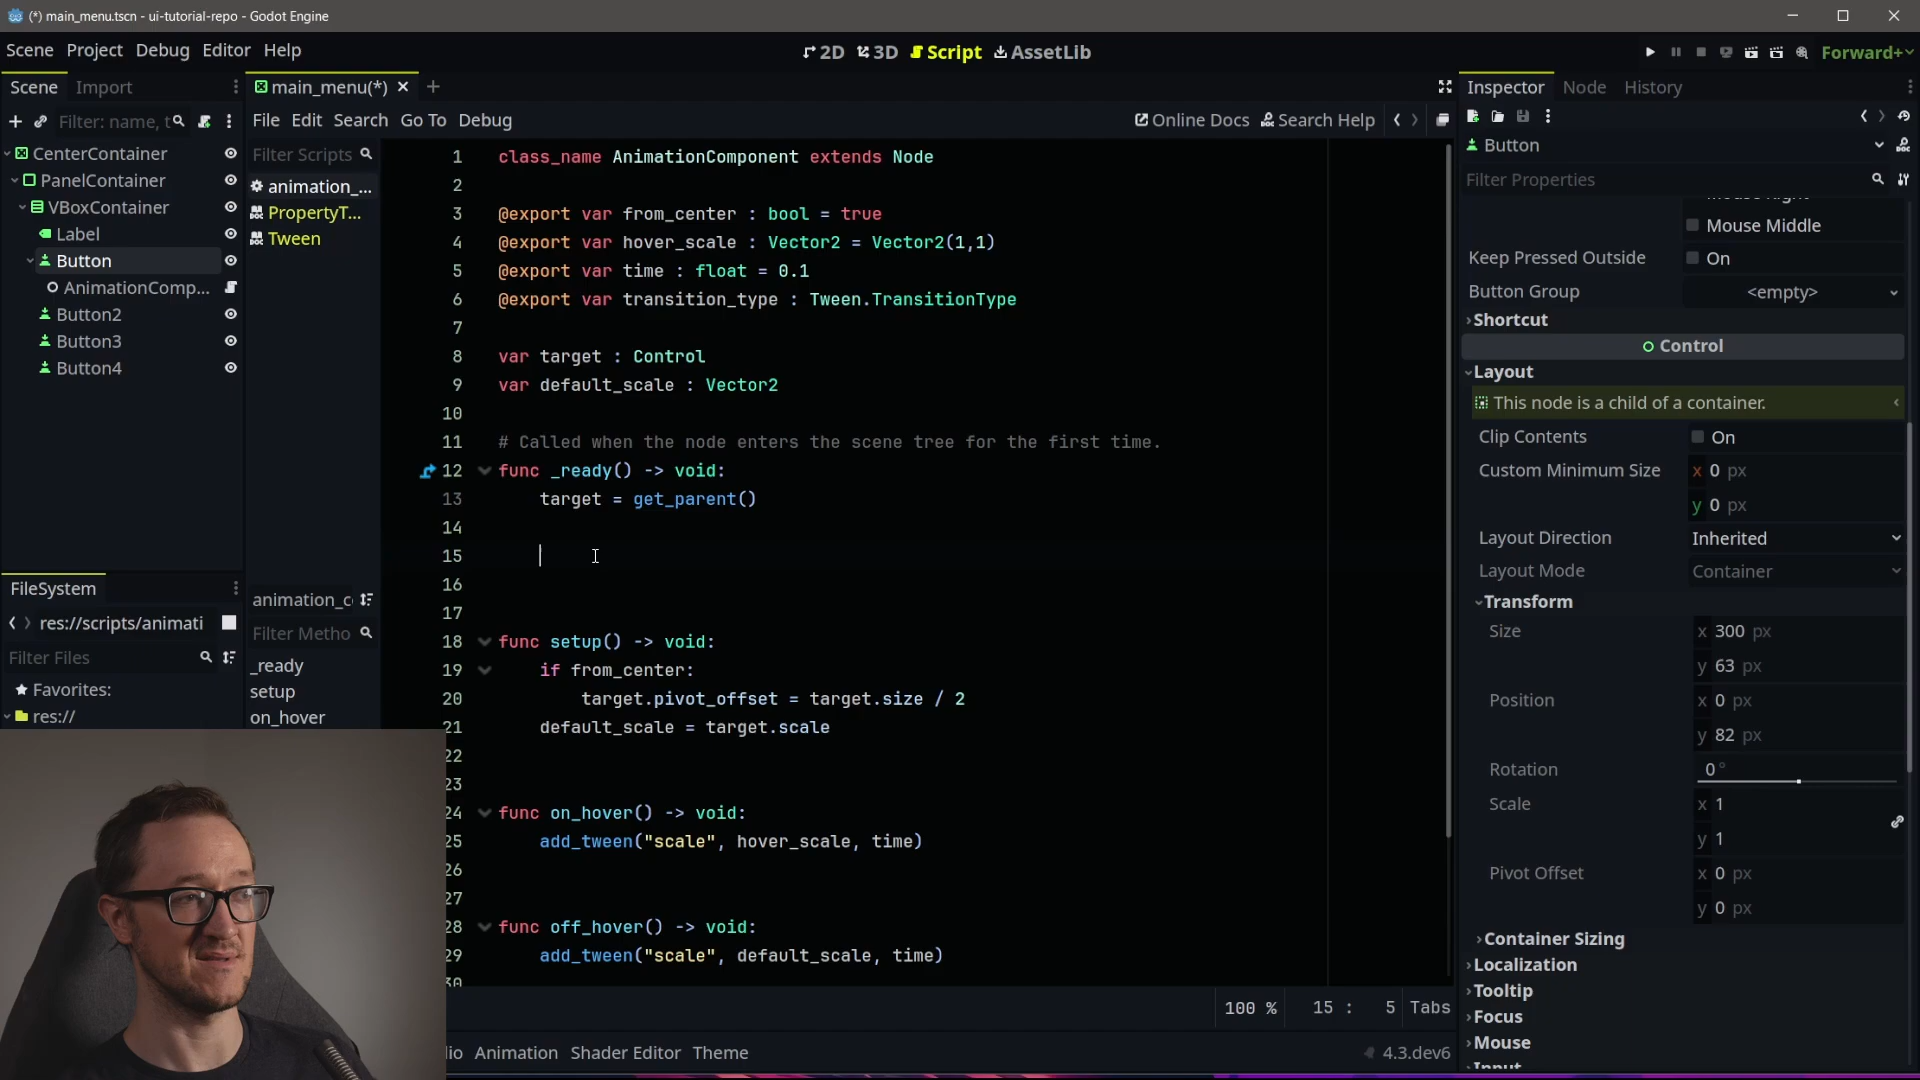 (*) main_menu.tscn - ui-tutorial-repo - Godot Engine
Scene Project Debug Editor Help
2D 3D Script AssetLib
Forward+
Scene Import
Filter: name, t
CenterContainer
PanelContainer
VBoxContainer
Label
Button
AnimationComp...
Button2
Button3
Button4
FileSystem
res://scripts/animati
Filter Files
Favorites:
res://
main_menu(*)
File Edit Search Go To Debug
Online Docs Search Help
Filter Scripts
animation_...
PropertyT...
Tween
animation_c
Filter Metho
_ready
setup
on_hover
1 class_name AnimationComponent extends Node
2
3 @export var from_center : bool = true
4 @export var hover_scale : Vector2 = Vector2(1,1)
5 @export var time : float = 0.1
6 @export var transition_type : Tween.TransitionType
7
8 var target : Control
9 var default_scale : Vector2
10
11 # Called when the node enters the scene tree for the first time.
12 func _ready() -> void:
13 target = get_parent()
14
15
16
17
18 func setup() -> void:
19 if from_center:
20 target.pivot_offset = target.size / 2
21 default_scale = target.scale
22
23
24 func on_hover() -> void:
25 add_tween("scale", hover_scale, time)
26
27
28 func off_hover() -> void:
29 add_tween("scale", default_scale, time)
30
100 % 15 : 5 Tabs
Animation Shader Editor Theme
4.3.dev6
Inspector Node History
Button
Filter Properties
Mouse Right
Mouse Middle
Keep Pressed Outside On
Button Group <empty>
Shortcut
Control
Layout
This node is a child of a container.
Clip Contents On
Custom Minimum Size x 0 px
y 0 px
Layout Direction Inherited
Layout Mode Container
Transform
Size x 300 px
y 63 px
Position x 0 px
y 82 px
Rotation 0 °
Scale x 1
y 1
Pivot Offset x 0 px
y 0 px
Container Sizing
Localization
Tooltip
Focus
Mouse
Input